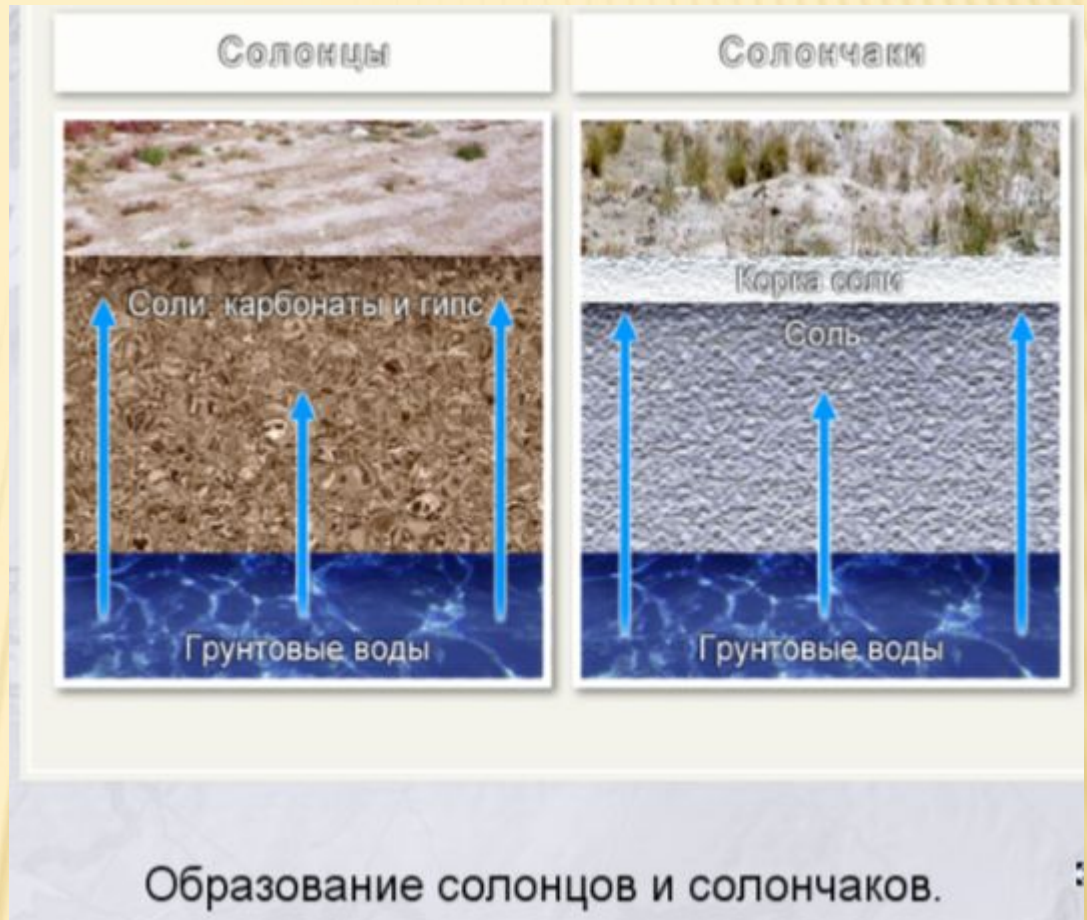 Солонцы
Солончаки
Соли, карбонаты и гипс
Грунтовые воды
Корка соли
Соль
Грунтовые воды
Образование солонцов и солончаков.